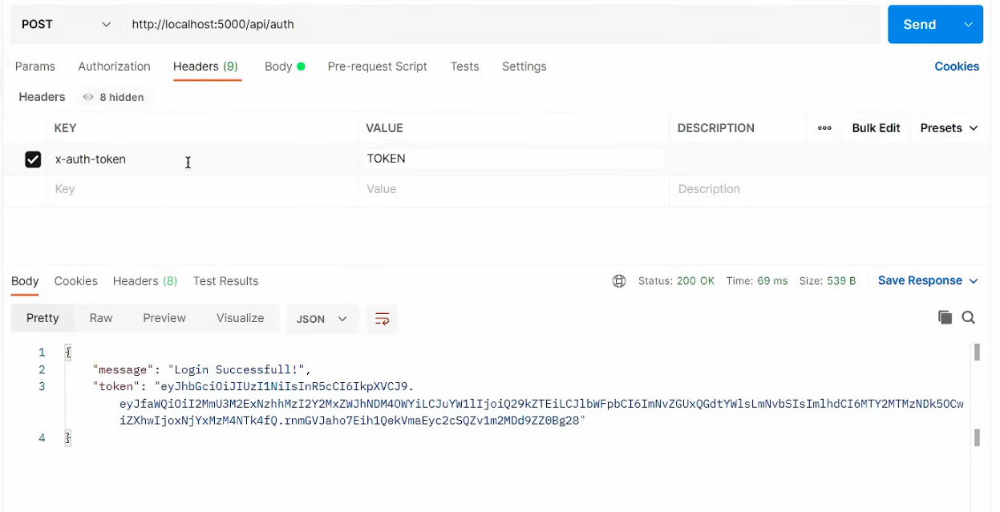 POST http://localhost:5000/api/auth Send
Params Authorization Headers (9) Body Pre-request Script Tests Settings Cookies
Headers 8 hidden
KEY VALUE DESCRIPTION ooo Bulk Edit Presets
x-auth-token TOKEN
Key Value Description
Body Cookies Headers (8) Test Results Status: 200 OK Time: 69 ms Size: 539 B Save Response
Pretty Raw Preview Visualize JSON
1 {
2 "message": "Login Successfull!",
3 "token": "eyJhbGciOiJIUzI1NiIsInR5cCI6IkpXVCJ9.
eyJfaWQiOiI2MmU3M2ExNzhhMzI2Y2MxZWJhNDM4OWYiLCJuYW1lIjoiQ29kZTEiLCJlbWFpbCI6ImNvZGUxQGdtYWlsLmNvbSIsImlhdCI6MTY2MTMzNDk5OCw
iZXhwIjoxNjYxMzM4NTk4fQ.rnmGVJaho7Eih1QekVmaEyc2cSQZv1m2MDd9ZZ0Bg28"
4 }